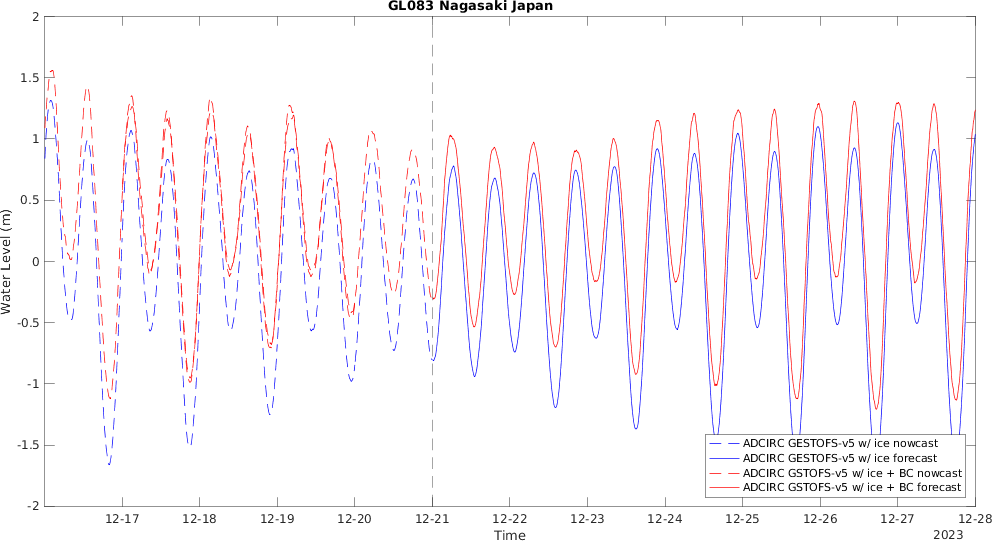 GL083 Nagasaki Japan
2
1.5
1
0.5
0
-0.5
-1
-1.5
-2
Water Level (m)
ADCIRC GESTOFS-v5 w/ ice nowcast
ADCIRC GESTOFS-v5 w/ ice forecast
ADCIRC GSTOFS-v5 w/ ice + BC nowcast
ADCIRC GSTOFS-v5 w/ ice + BC forecast
12-17 12-18 12-19 12-20 12-21 12-22 12-23 12-24 12-25 12-26 12-27 12-28
Time
2023